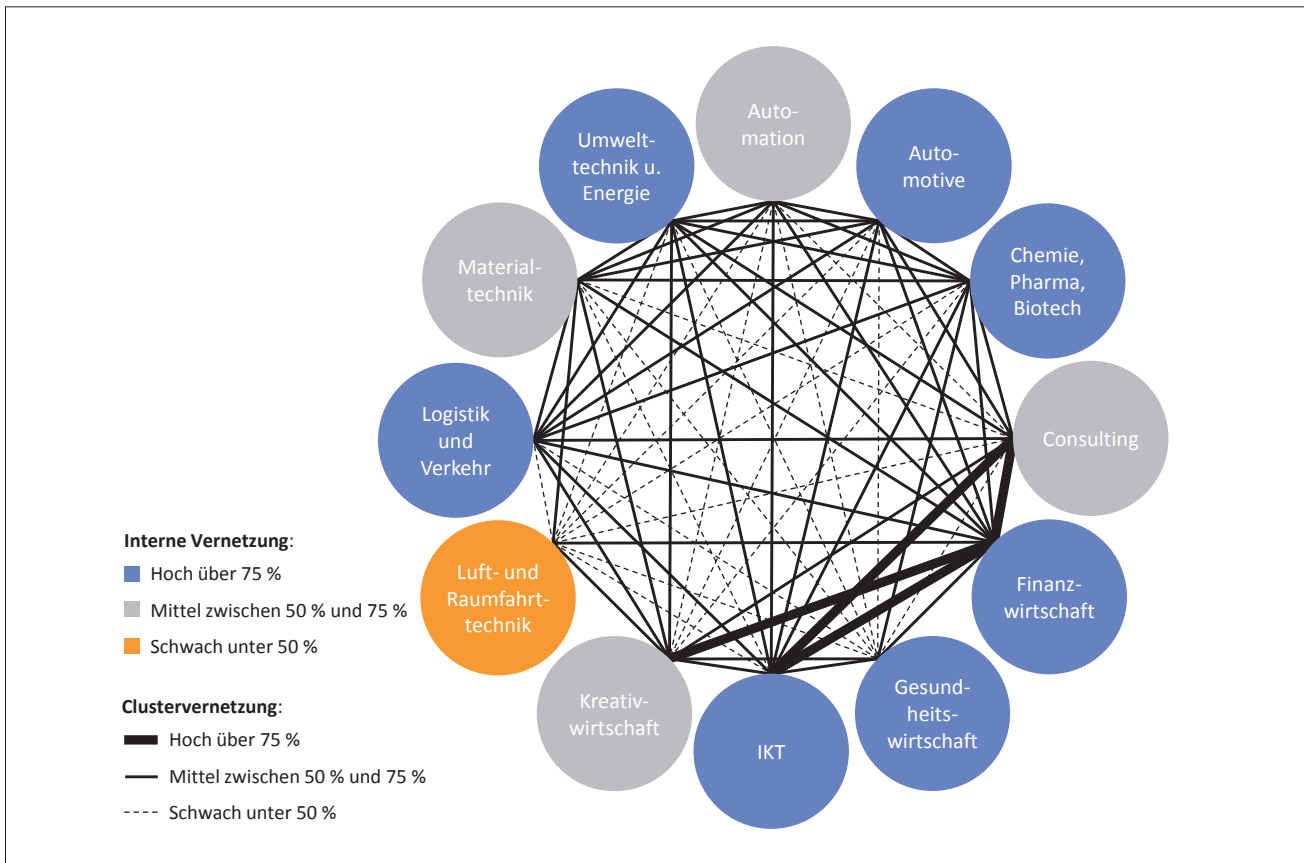 Auto-
mation
Umwelt-
technik u.
Energie
Auto-
motive
Material-
technik
Chemie,
Pharma,
Biotech
Logistik
und
Verkehr
Consulting
Luft- und
Raumfahrt-
technik
Finanz-
wirtschaft
Kreativ-
wirtschaft
IKT
Gesund-
heits-
wirtschaft
Interne Vernetzung:
Hoch über 75 %
Mittel zwischen 50 % und 75 %
Schwach unter 50 %
Clustervernetzung:
Hoch über 75 %
Mittel zwischen 50 % und 75 %
Schwach unter 50 %